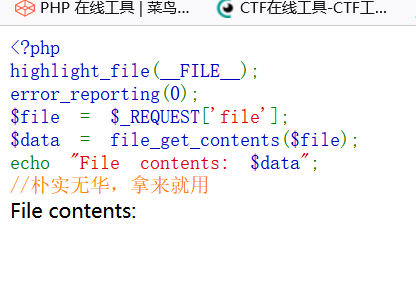 PHP 在线工具 | 菜鸟... CTF在线工具-CTF工...
<?php
highlight_file(__FILE__);
error_reporting(0);
$file = $_REQUEST['file'];
$data = file_get_contents($file);
echo "File contents: $data";
//朴实无华，拿来就用
File contents: